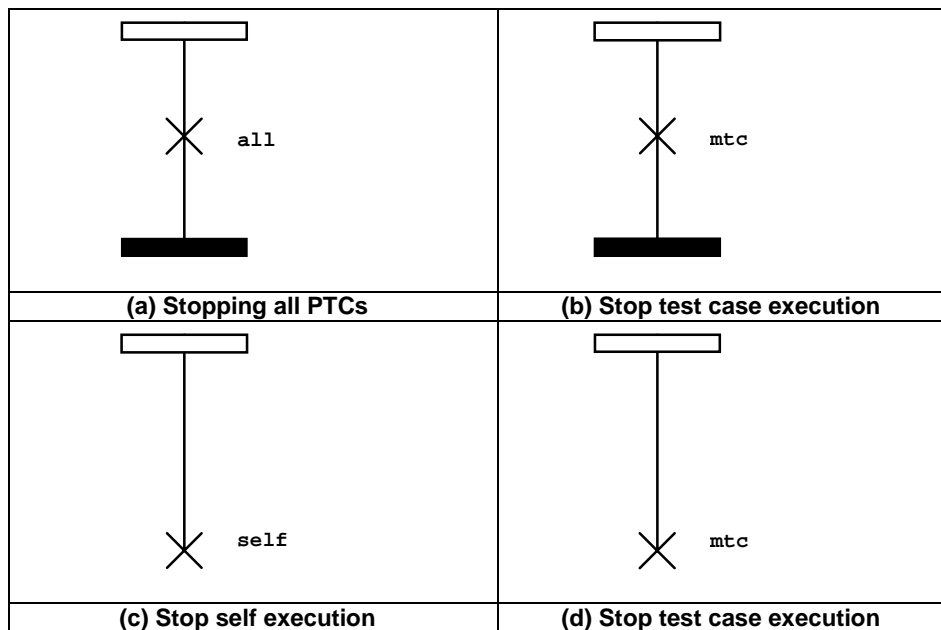 all
mtc
(a) Stopping all PTCs
(b) Stop test case execution
self
mtc
(c) Stop self execution
(d) Stop test case execution